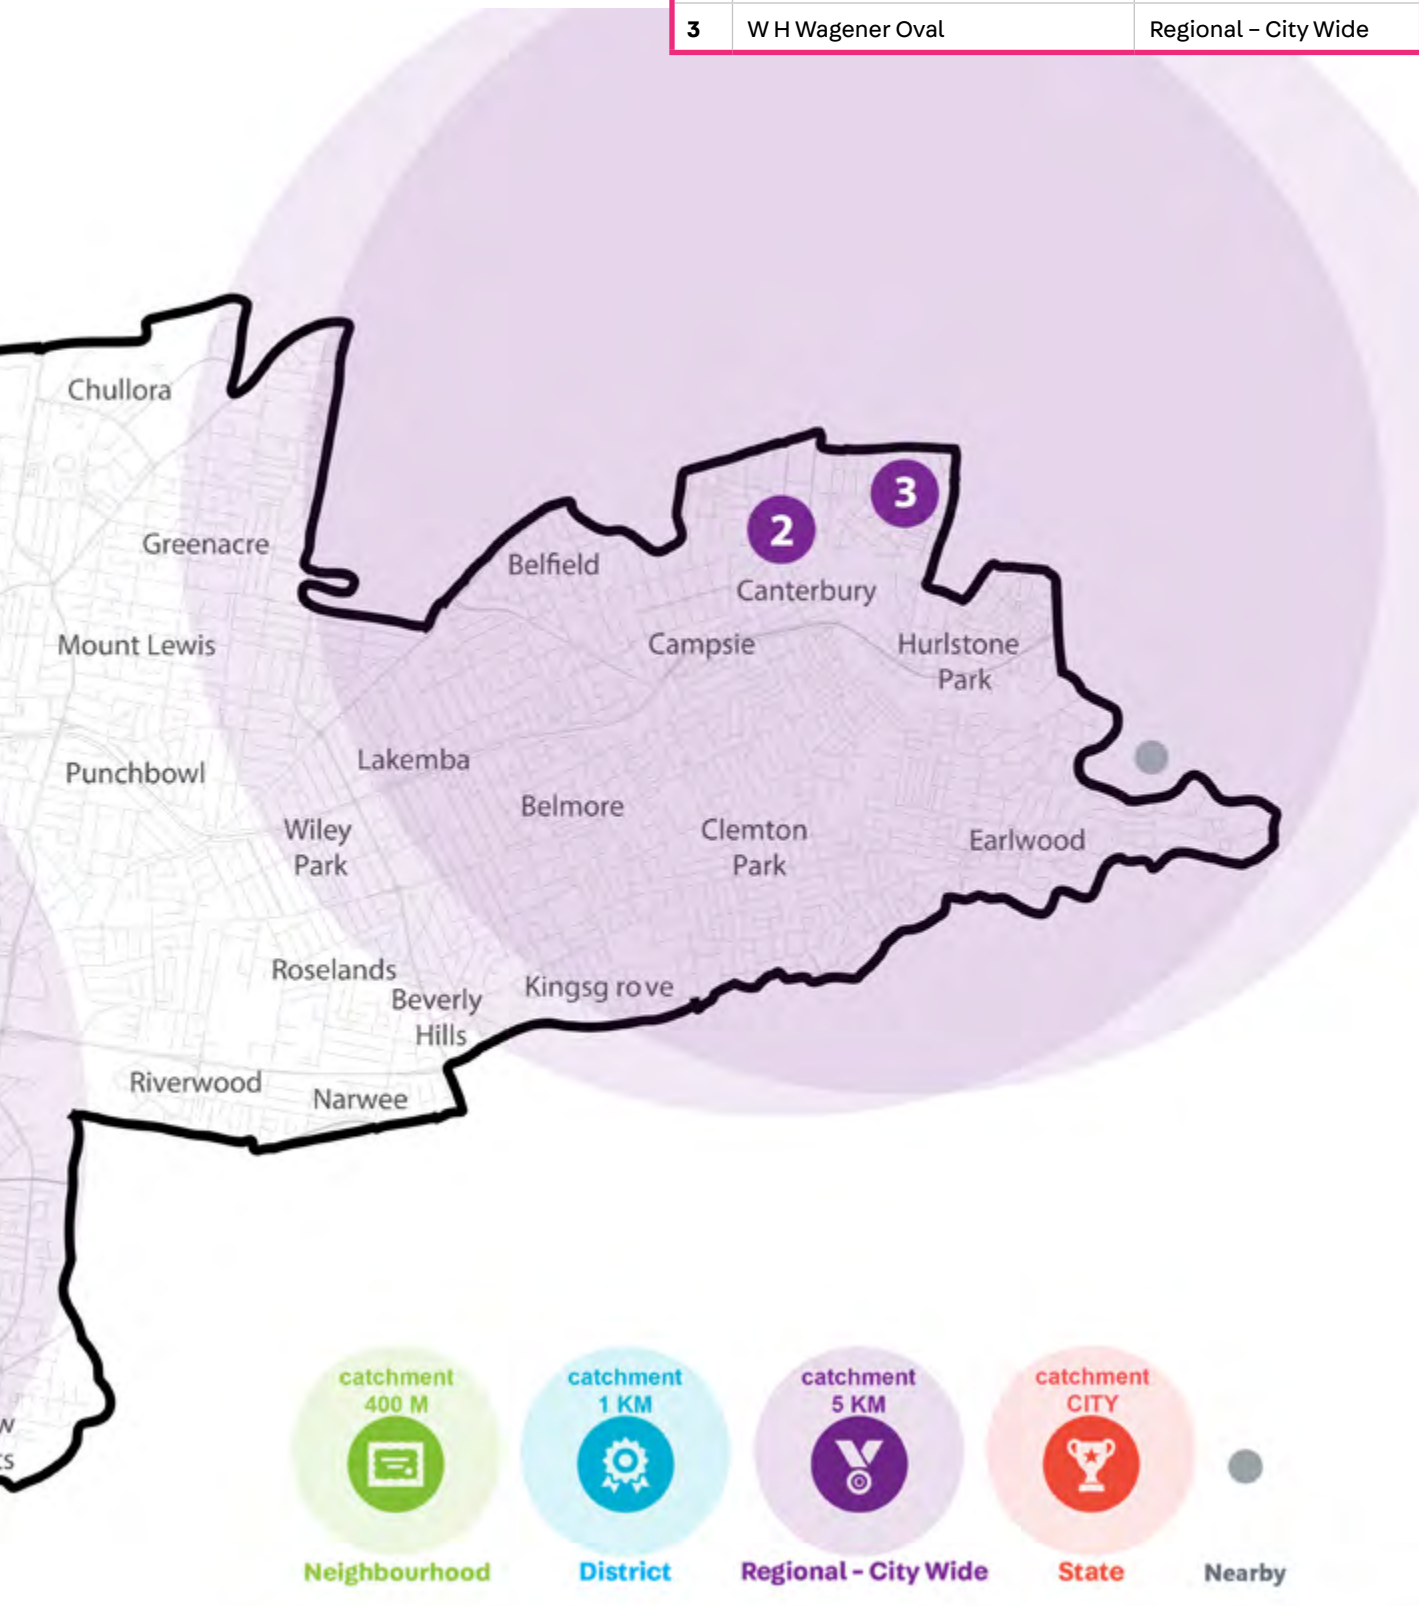 3 W H Wagener Oval Regional – City Wide
Chullora
3
2
Greenacre
Belfield
Canterbury
Mount Lewis
Campsie
Hurlstone
Park
Lakemba
Punchbowl
Belmore
Wiley
Park
Clemton
Park
Earlwood
Roselands
Kingsg rove
Beverly
Hills
Riverwood
Narwee
w
ts
catchment
400 M
catchment
1 KM
catchment
5 KM
catchment
CITY
Neighbourhood
District
Regional - City Wide
State
Nearby